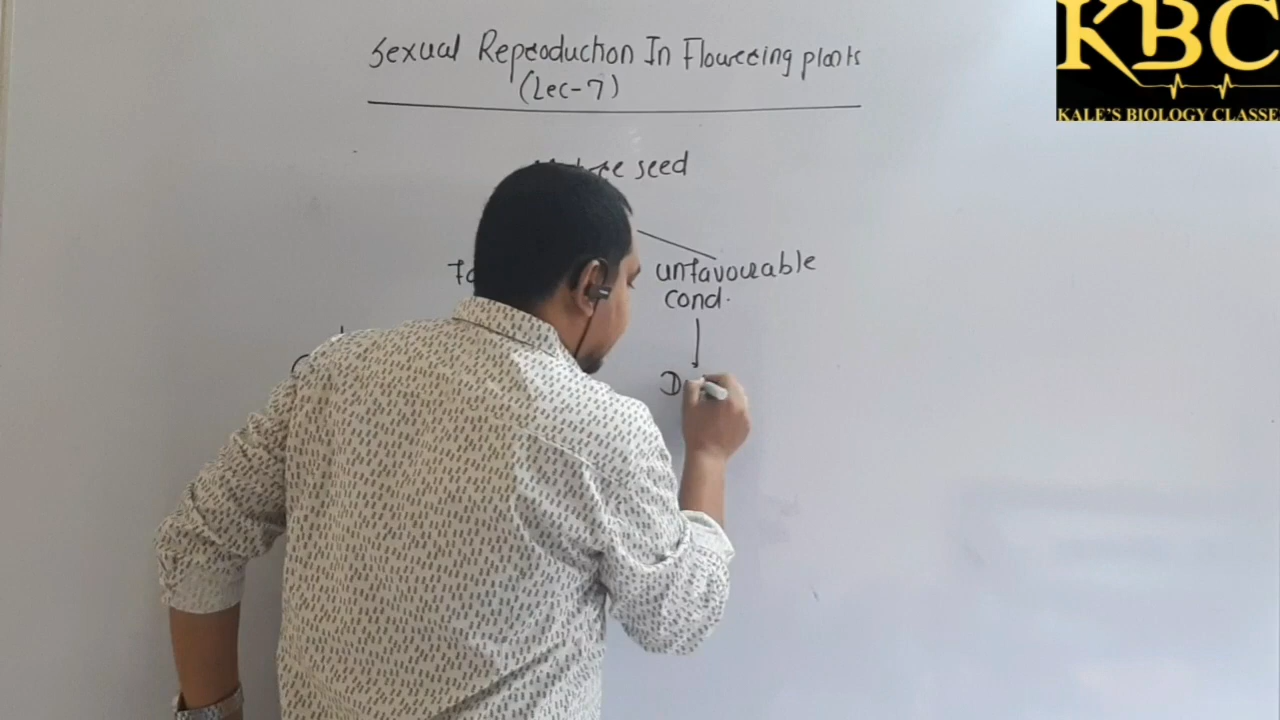 Sexual Reproduction In Flowering plants
(Lec-7)
seed
unfavourable
cond.
D
KBC
KALE'S BIOLOGY CLASSE